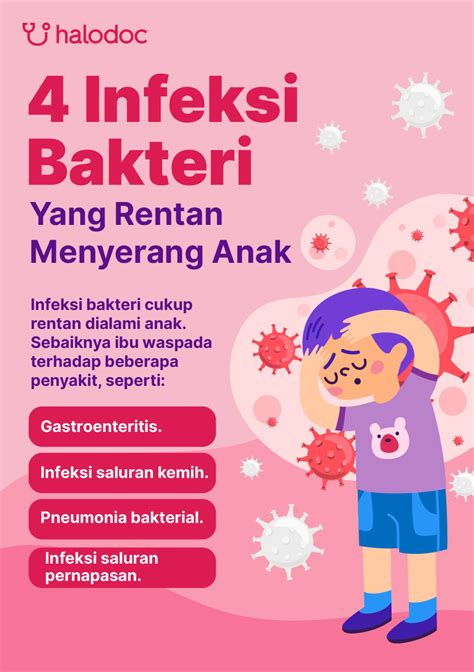 halodoc
4 Infeksi
Bakteri
Yang Rentan
Menyerang Anak
Infeksi bakteri cukup
rentan dialami anak.
Sebaiknya ibu waspada
terhadap beberapa
penyakit, seperti:
Gastroenteritis.
Infeksi saluran kemih.
Pneumonia bakterial.
Infeksi saluran
pernapasan.